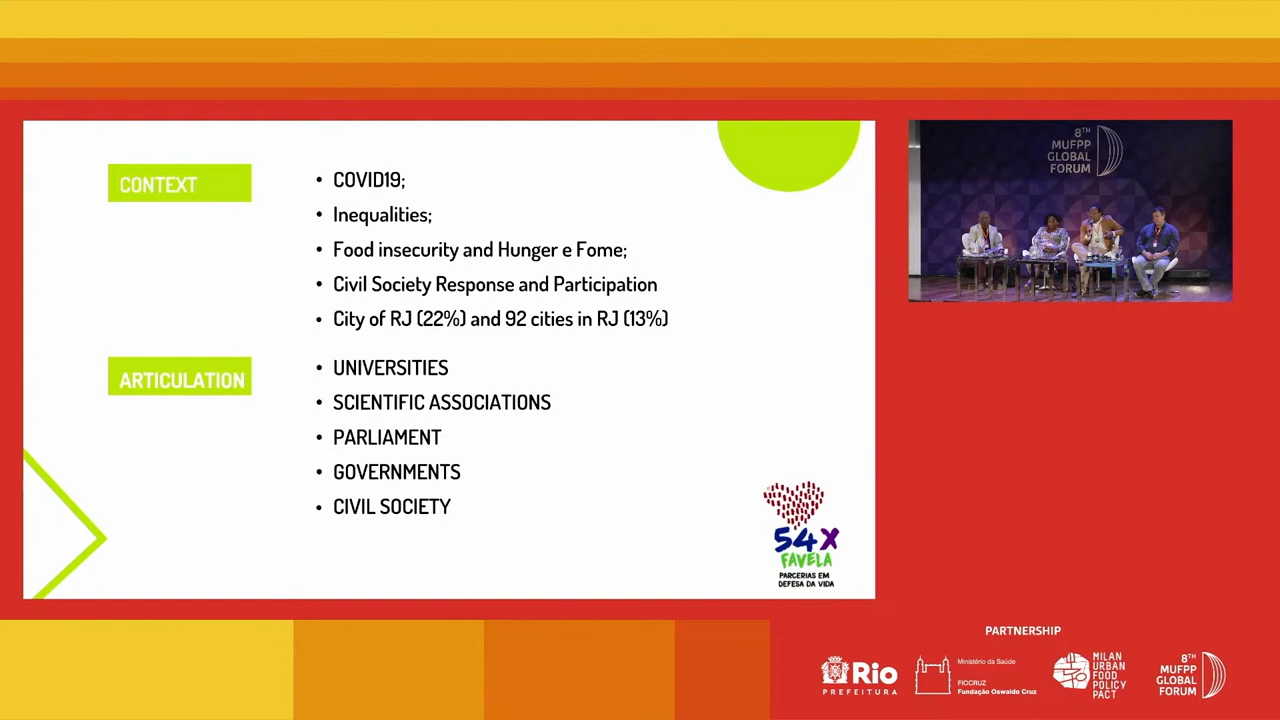 CONTEXT
• COVID19;
• Inequalities;
• Food insecurity and Hunger e Fome;
• Civil Society Response and Participation
• City of RJ (22%) and 92 cities in RJ (13%)
ARTICULATION
• UNIVERSITIES
• SCIENTIFIC ASSOCIATIONS
• PARLIAMENT
• GOVERNMENTS
• CIVIL SOCIETY
54 X
FAVELA
PARCERIAS EM
DEFESA DA VIDA
8TH
MUFPP
GLOBAL
FORUM
PARTNERSHIP
Rio
PREFEITURA
Ministério da Saúde
FIOCRUZ
Fundação Oswaldo Cruz
MILAN
URBAN
FOOD
POLICY
PACT
8TH
MUFPP
GLOBAL
FORUM